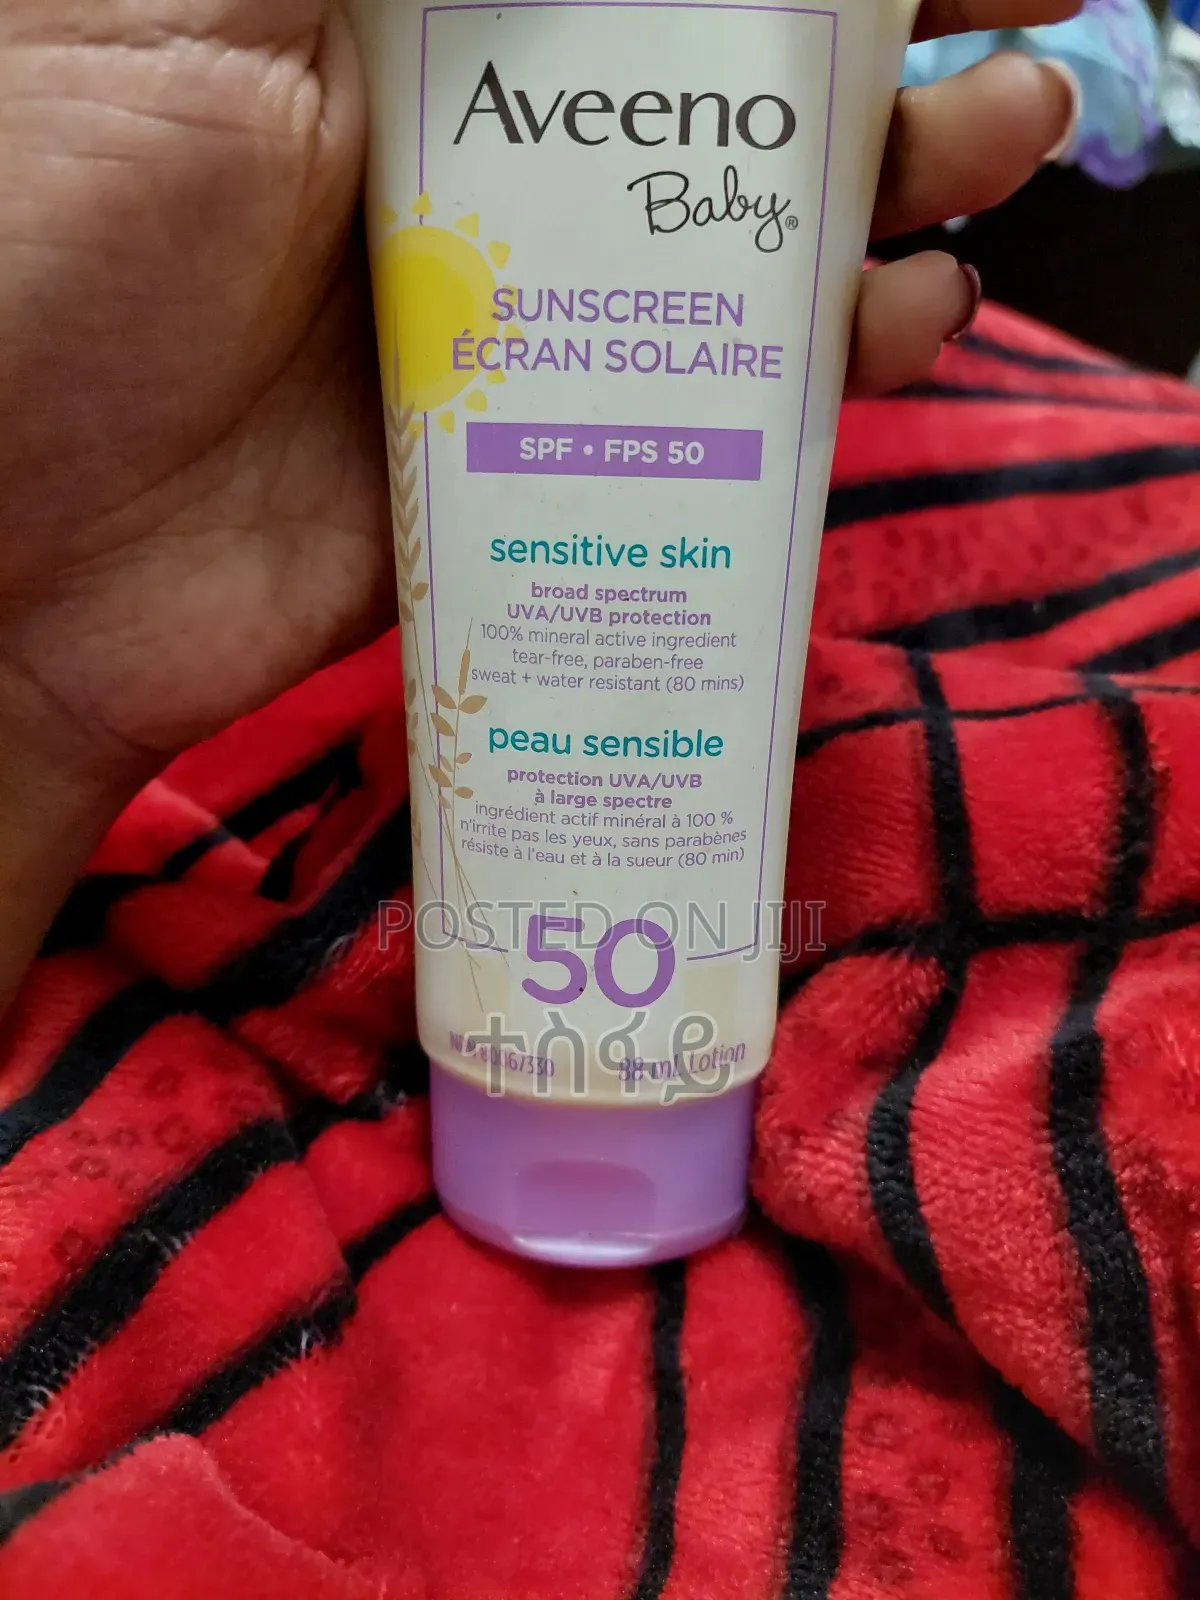 Aveeno
Baby®
SUNSCREEN
ÉCRAN SOLAIRE
SPF • FPS 50
sensitive skin
broad spectrum
UVA/UVB protection
100% mineral active ingredient
tear-free, paraben-free
sweat + water resistant (80 mins)
peau sensible
protection UVA/UVB
à large spectre
ingrédient actif minéral à 100 %
n'irrite pas les yeux, sans parabènes
résiste à l'eau et à la sueur (80 min)
POSTED ON JIJI
50
88 mL Lotion